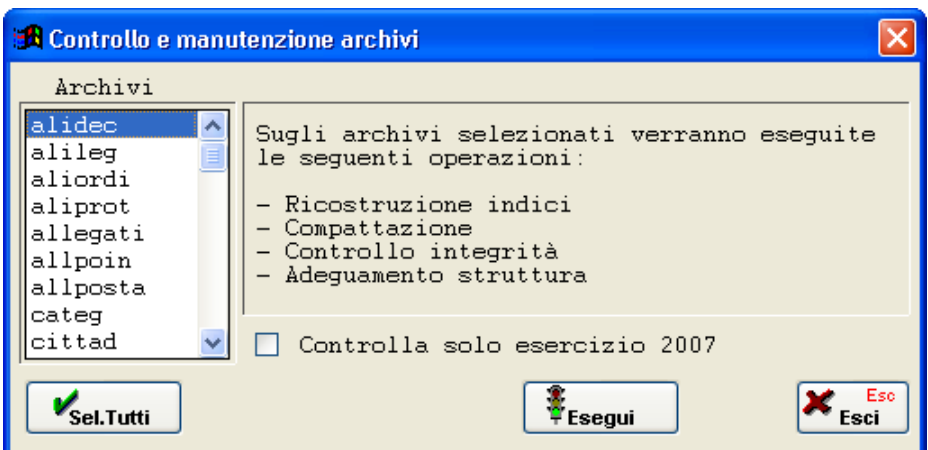 Controllo e manutenzione archivi
Archivi
alidec
alileg
aliordi
aliprot
allegati
allpoin
allposta
categ
cittad
Sugli archivi selezionati verranno eseguite
le seguenti operazioni:
- Ricostruzione indici
- Compattazione
- Controllo integrità
- Adeguamento struttura
Controlla solo esercizio 2007
Sel.Tutti
Esegui
Esc
Esci